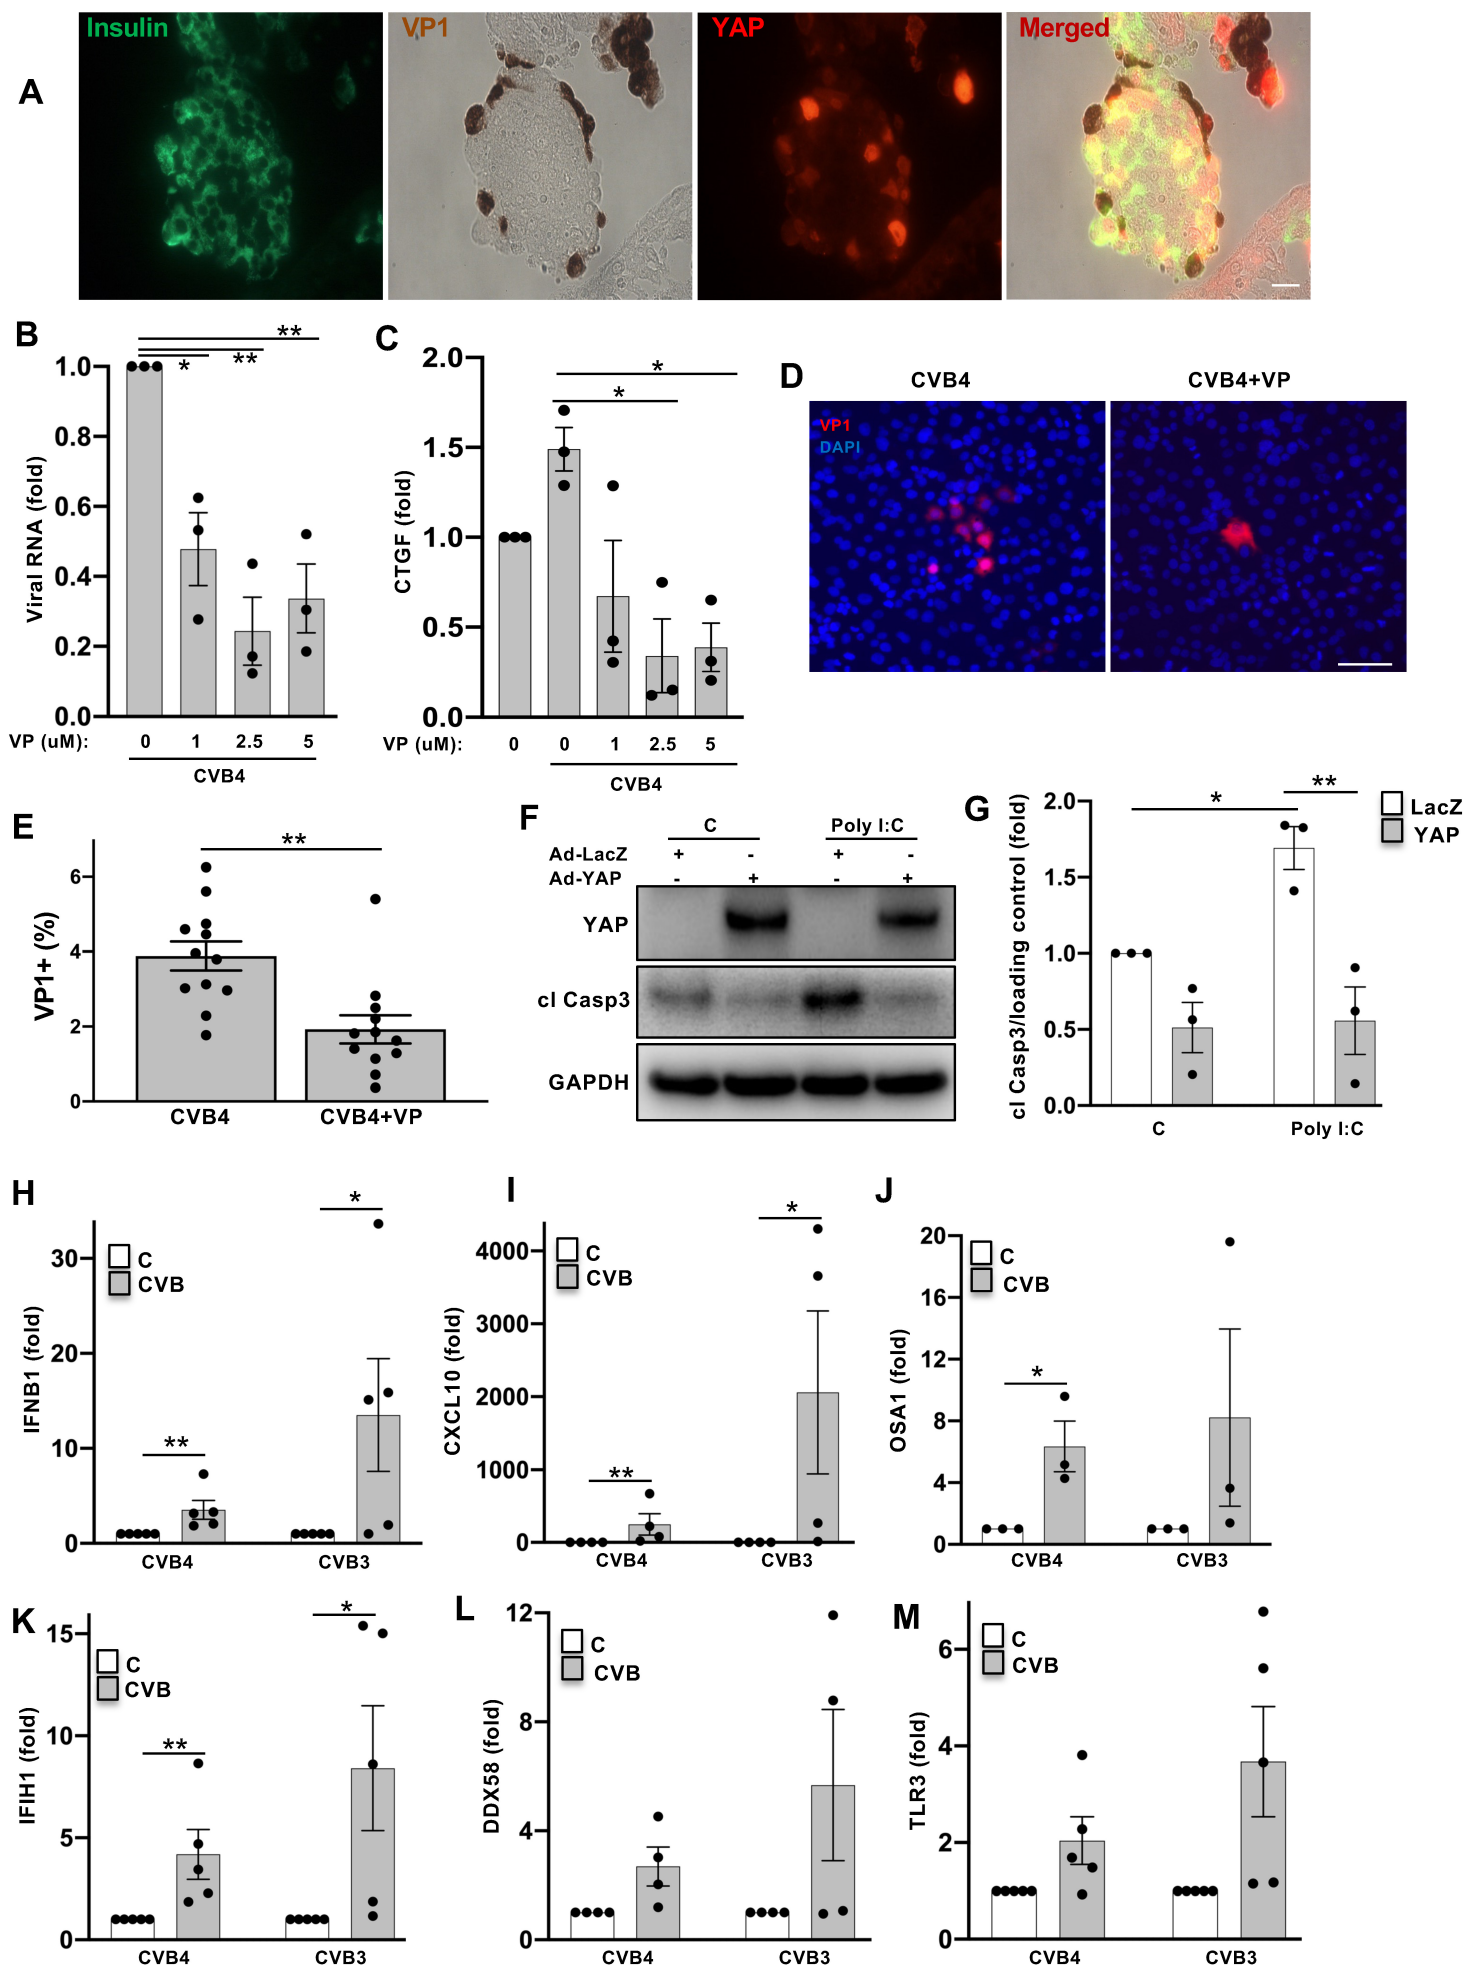 A
Insulin
VP1
YAP
Merged
B
Viral RNA (fold)
**
*
**
1.0
0.8
0.6
0.4
0.2
0.0
VP (uM): 0 1 2.5 5
CVB4
C
CTGF (fold)
*
*
2.0
1.5
1.0
0.5
0.0
VP (uM): 0 0 1 2.5 5
CVB4
D
CVB4
CVB4+VP
VP1
DAPI
E
VP1+ (%)
**
6
4
2
0
CVB4 CVB4+VP
F
C Poly I:C
Ad-LacZ + - + -
Ad-YAP - + - +
YAP
cl Casp3
GAPDH
G
cl Casp3/loading control (fold)
*
**
LacZ
YAP
2.0
1.5
1.0
0.5
0.0
C Poly I:C
H
IFNB1 (fold)
*
C
CVB
**
30
20
10
0
CVB4 CVB3
I
CXCL10 (fold)
*
C
CVB
**
4000
3000
2000
1000
0
CVB4 CVB3
J
OSA1 (fold)
C
CVB
*
20
16
12
8
4
0
CVB4 CVB3
K
IFIH1 (fold)
*
C
CVB
**
15
10
5
0
CVB4 CVB3
L
DDX58 (fold)
C
CVB
12
8
4
0
CVB4 CVB3
M
TLR3 (fold)
C
CVB
6
4
2
0
CVB4 CVB3